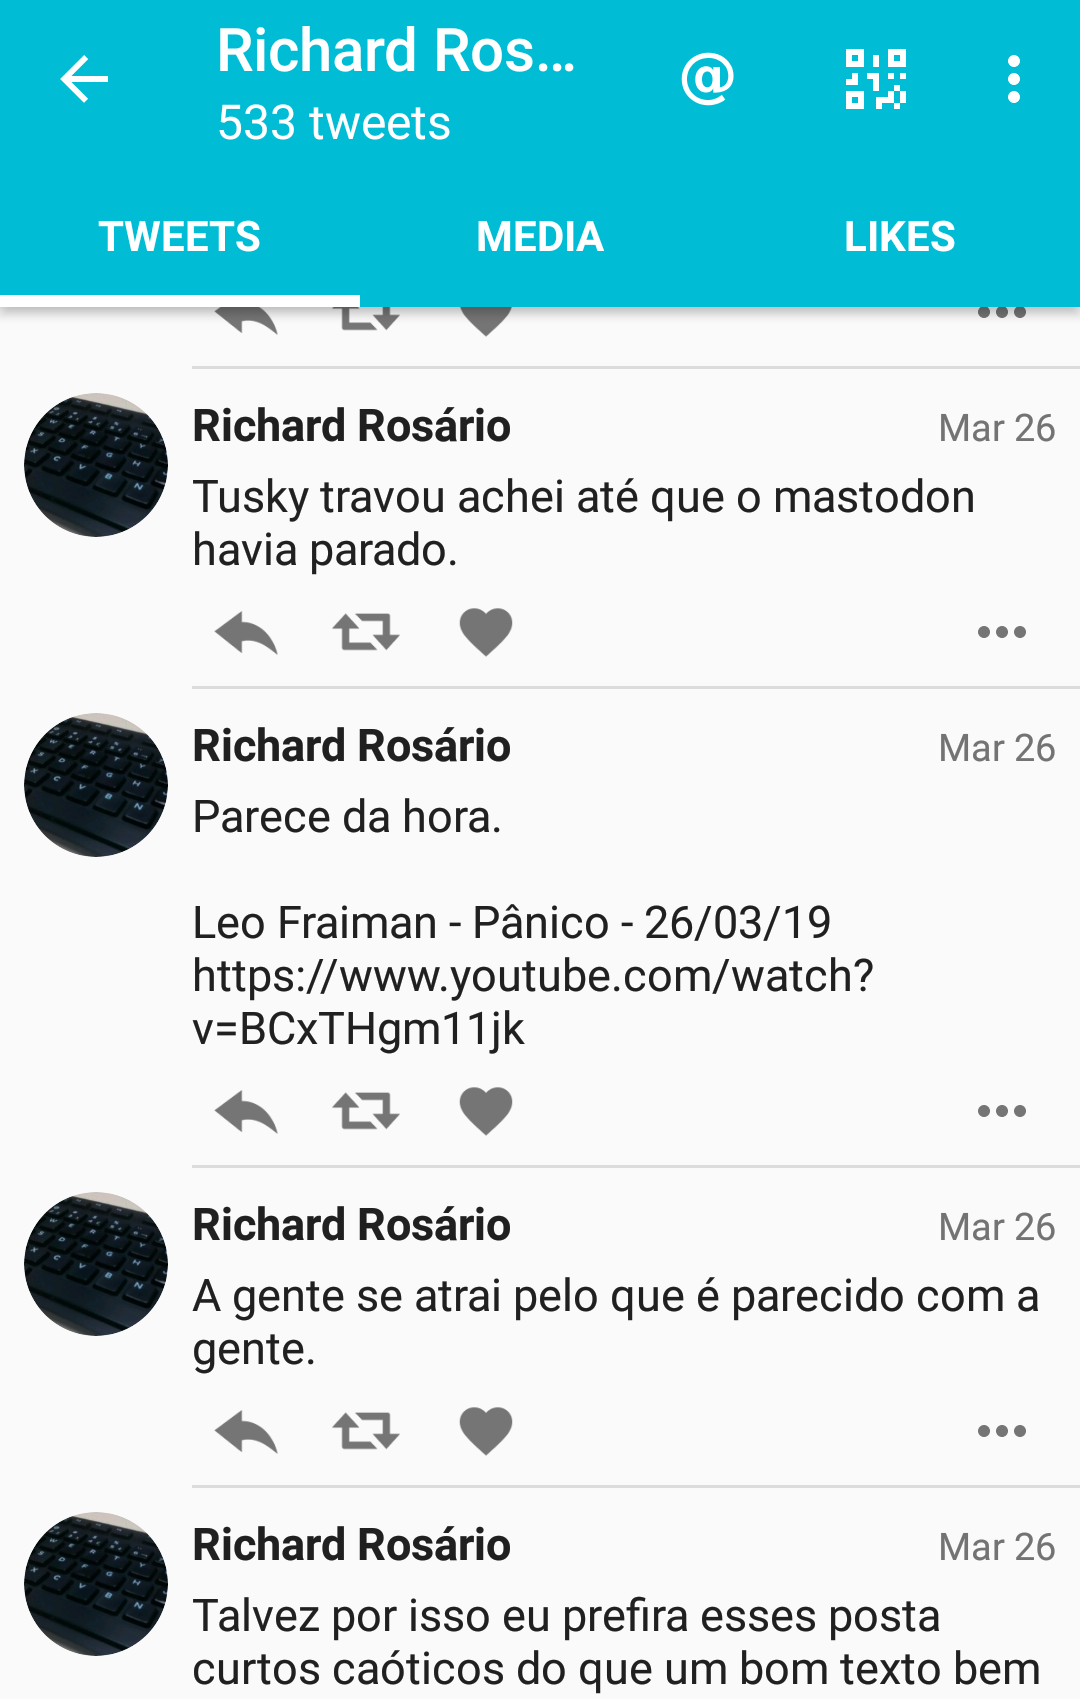 Richard Ros...
@
533 tweets
TWEETS
MEDIA
LIKES
Richard Rosário
Mar 26
Tusky travou achei até que o mastodon
havia parado.
Richard Rosário
Mar 26
Parece da hora.
Leo Fraiman - Pânico - 26/03/19
https://www.youtube.com/watch?
v=BCxTHgm11jk
Richard Rosário
Mar 26
A gente se atrai pelo que é parecido com a
gente.
Richard Rosário
Mar 26
Talvez por isso eu prefira esses posta
curtos caóticos do que um bom texto bem